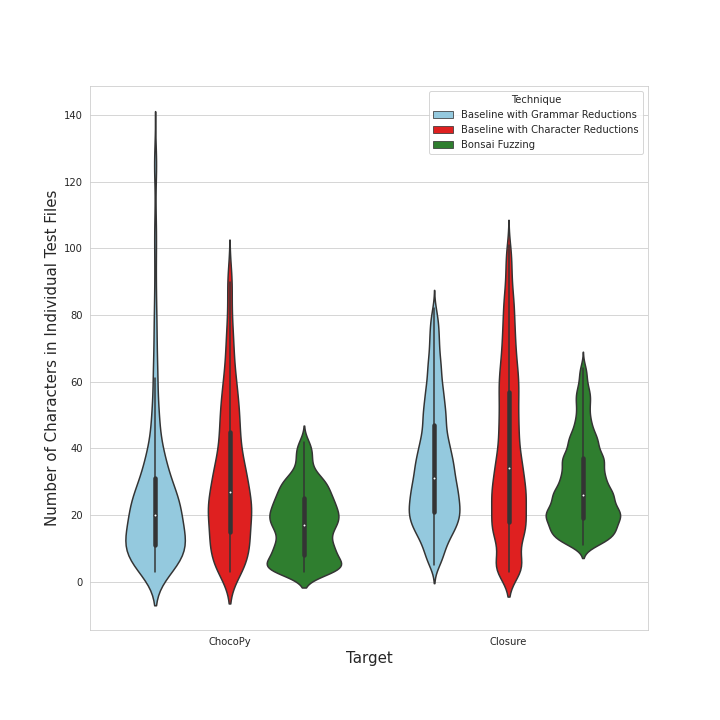 Technique
Baseline with Grammar Reductions
Baseline with Character Reductions
Bonsai Fuzzing
Number of Characters in Individual Test Files
140
120
100
80
60
40
20
0
ChocoPy
Closure
Target